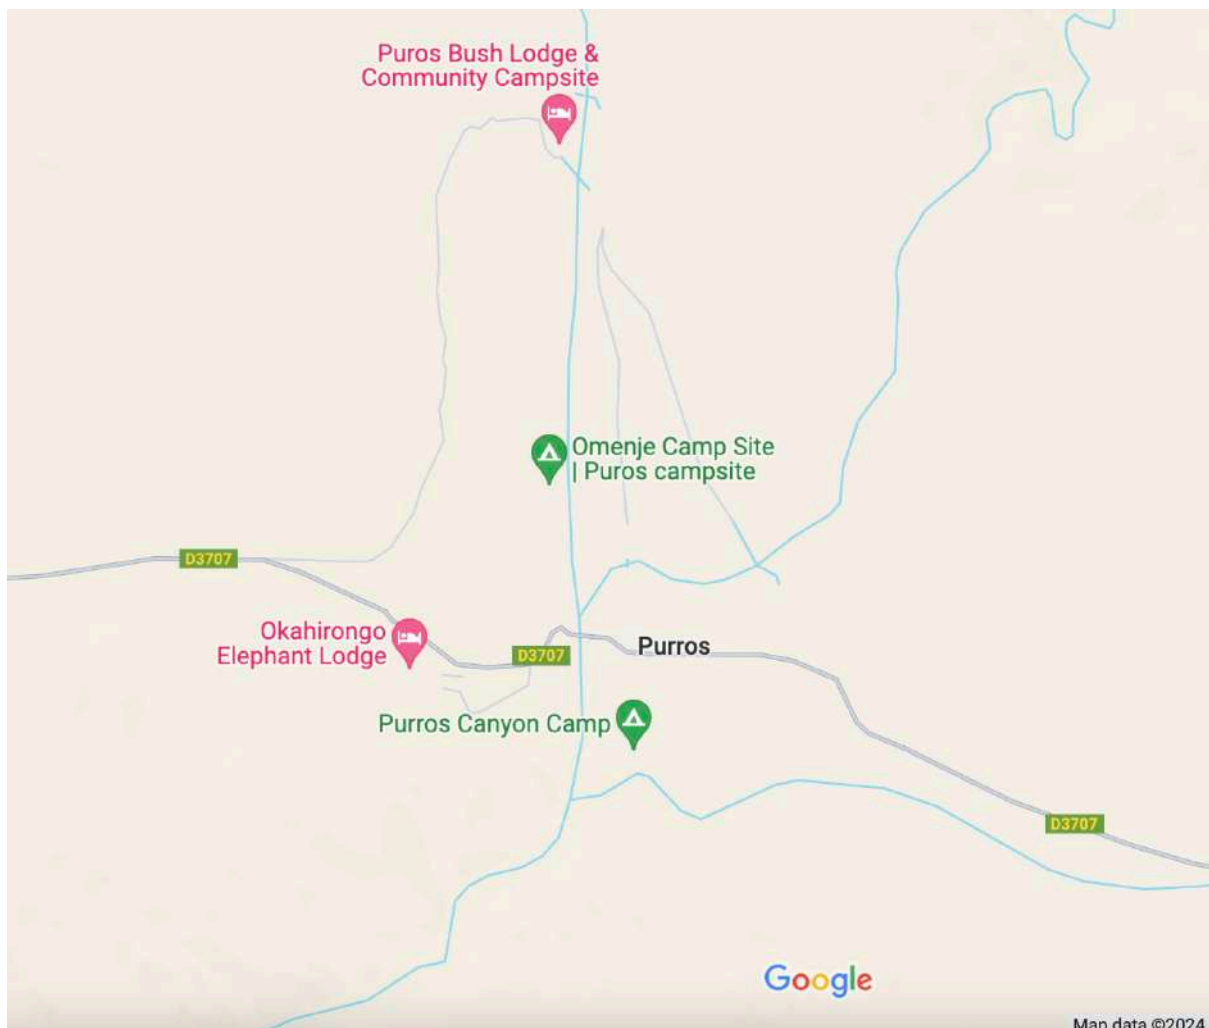 Puros Bush Lodge &
Community Campsite
Omenje Camp Site
| Puros campsite
D3707
Okahirongo
Elephant Lodge
D3707
Purros
Purros Canyon Camp
D3707
Google
Map data ©2024